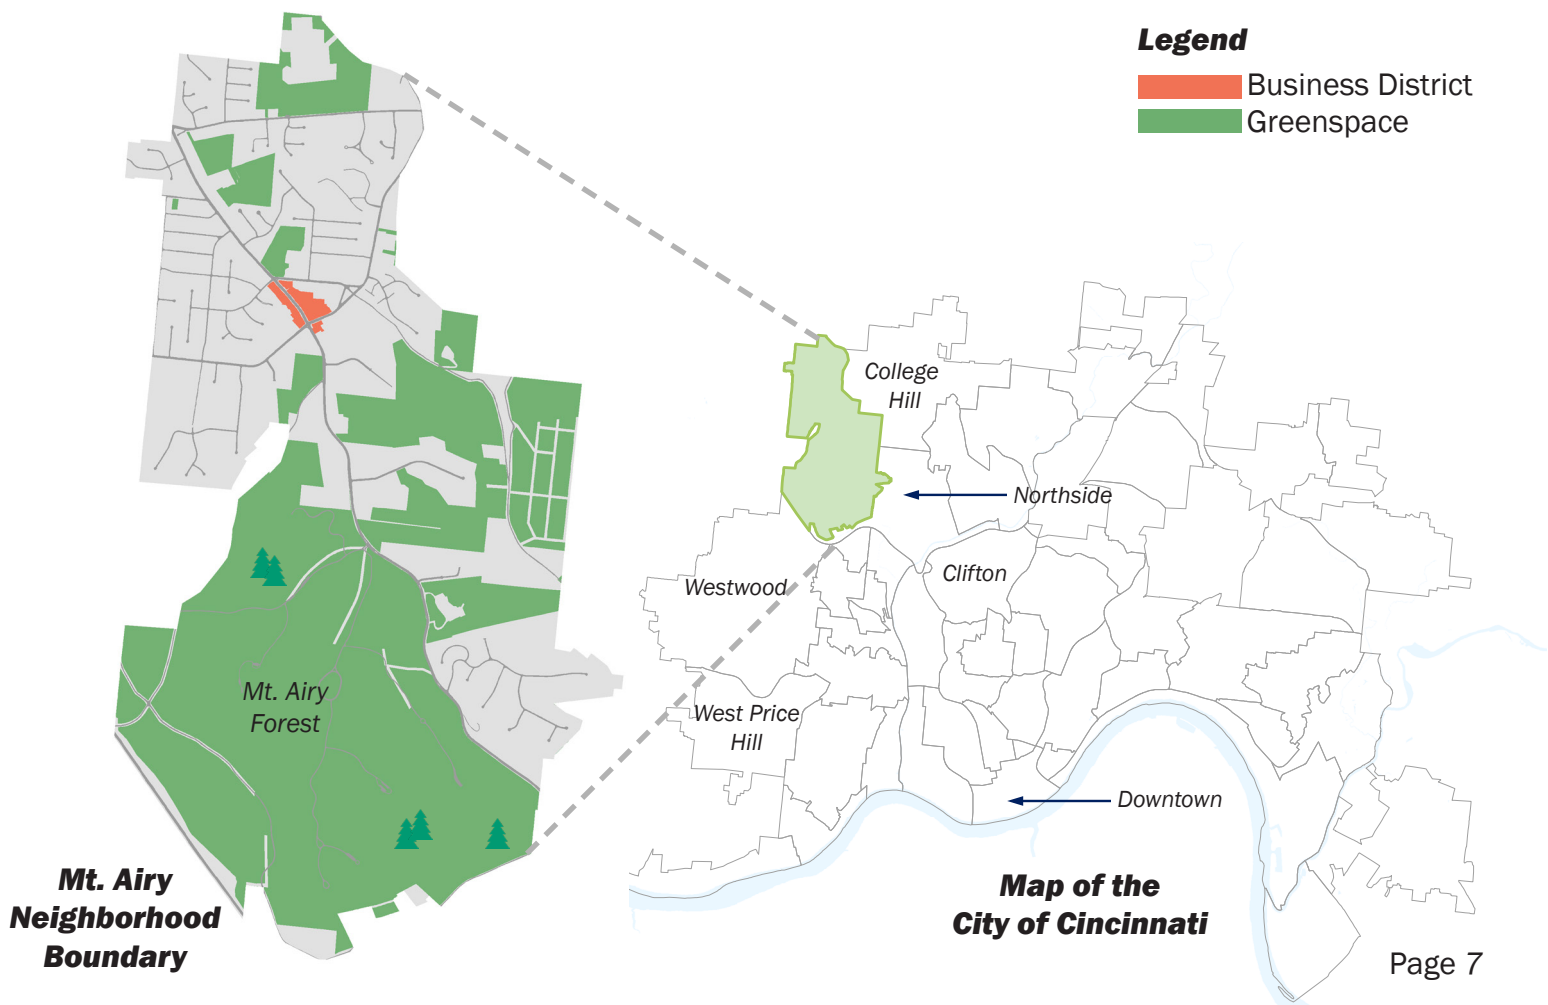 Legend
Business District
Greenspace
College
Hill
Northside
Westwood
Clifton
Mt. Airy
Forest
West Price
Hill
Downtown
Mt. Airy
Neighborhood
Boundary
Map of the
City of Cincinnati
Page 7